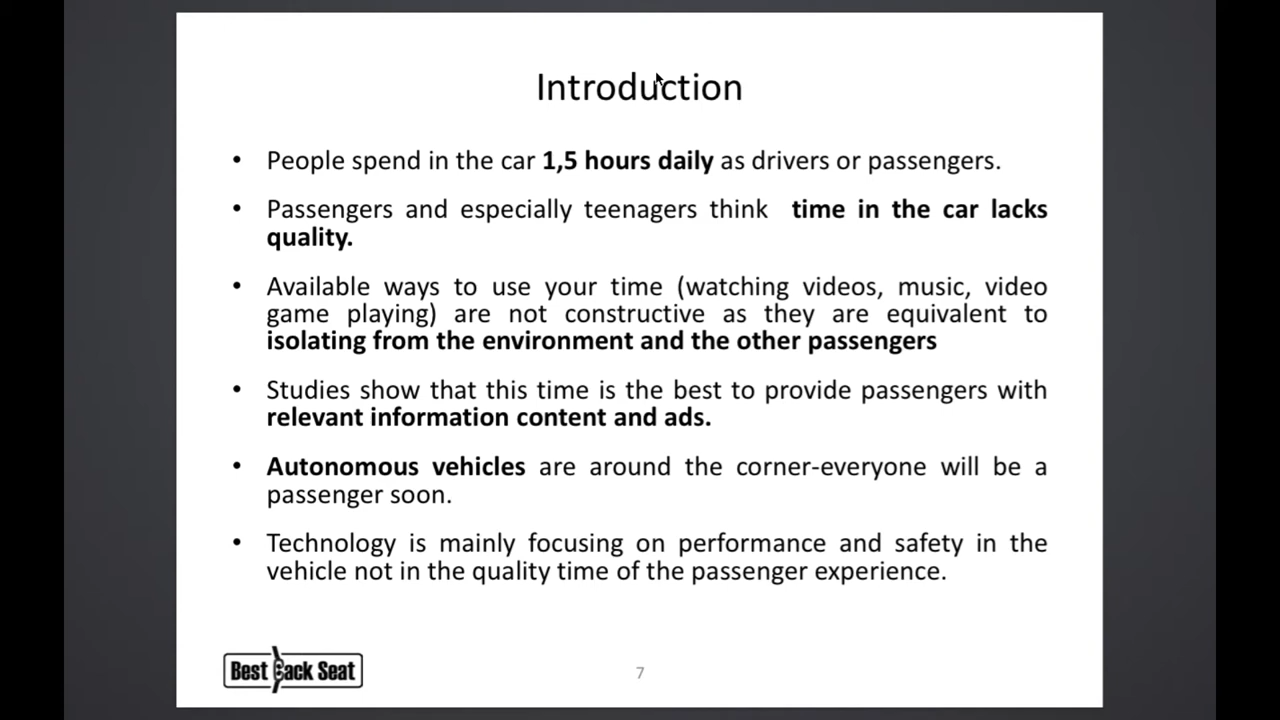 Introduction
• People spend in the car 1,5 hours daily as drivers or passengers.
• Passengers and especially teenagers think time in the car lacks
quality.
• Available ways to use your time (watching videos, music, video
game playing) are not constructive as they are equivalent to
isolating from the environment and the other passengers
• Studies show that this time is the best to provide passengers with
relevant information content and ads.
• Autonomous vehicles are around the corner-everyone will be a
passenger soon.
• Technology is mainly focusing on performance and safety in the
vehicle not in the quality time of the passenger experience.
Best Back Seat
7